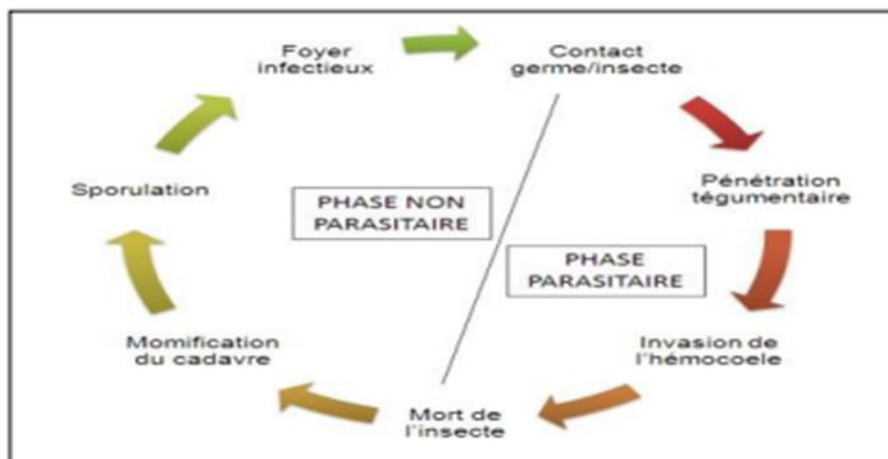 Foyer
infectieux
Contact
germe/insecte
Pénétration
tégumentaire
Invasion de
l'hémocoele
Mort de
l'insecte
Momification
du cadavre
Sporulation
PHASE NON
PARASITAIRE
PHASE
PARASITAIRE